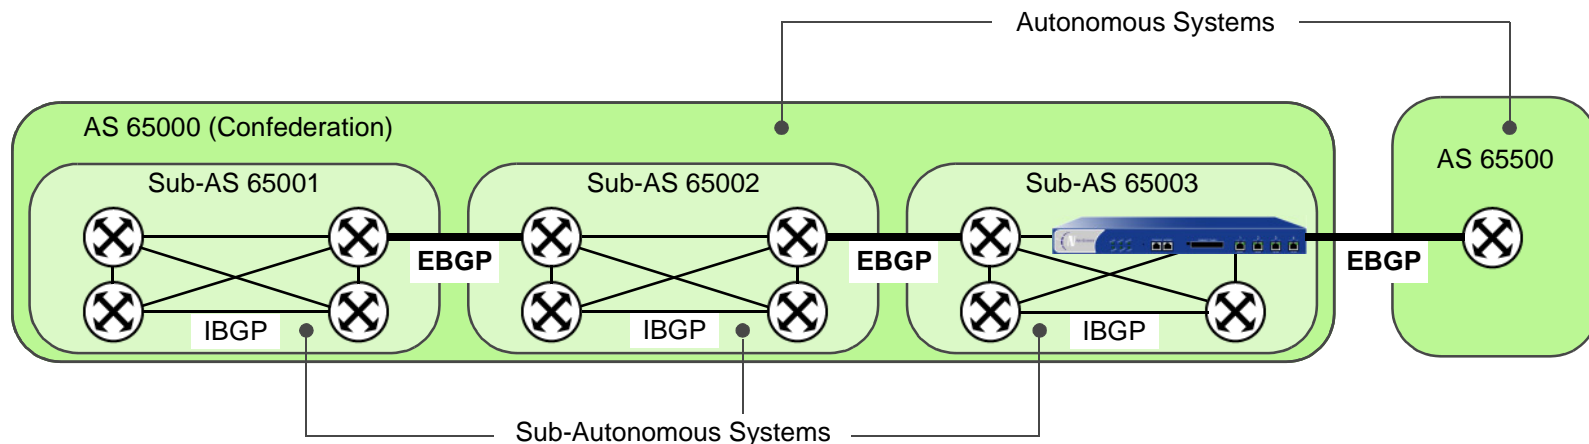 Autonomous Systems
AS 65000 (Confederation)
AS 65500
Sub-AS 65001
Sub-AS 65002
Sub-AS 65003
EBGP
EBGP
EBGP
IBGP
IBGP
IBGP
Sub-Autonomous Systems